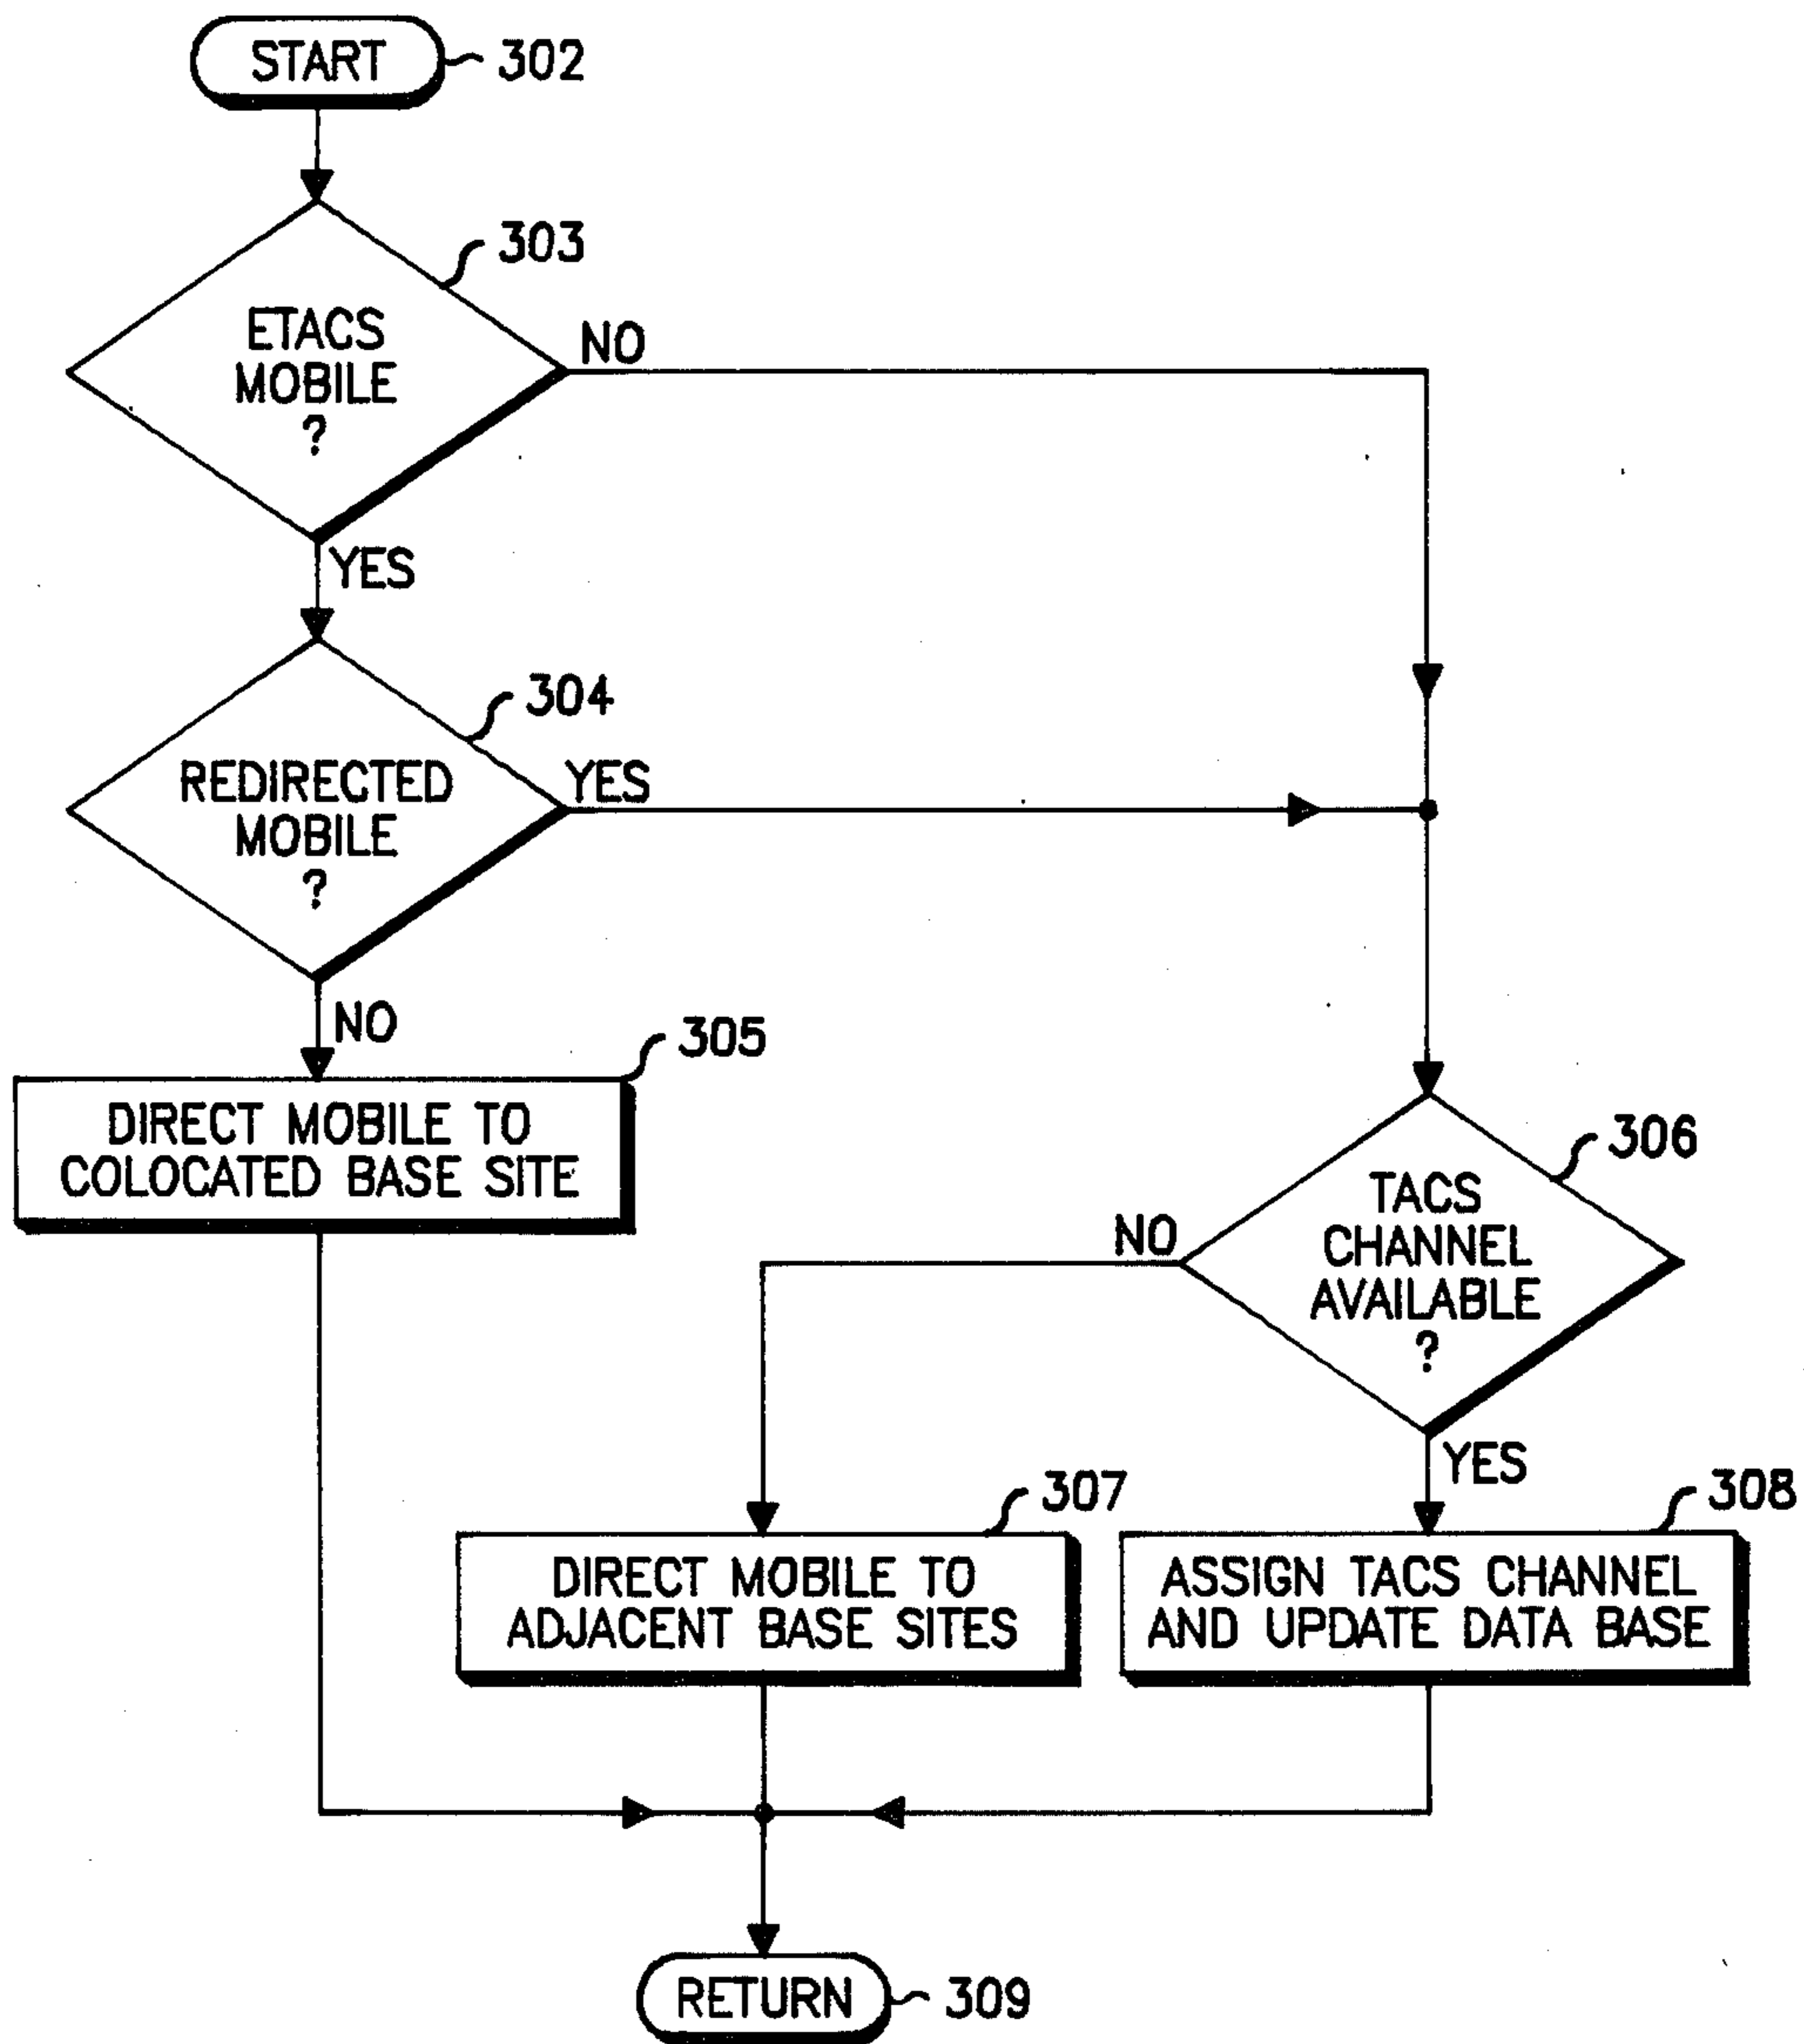 START
302
303
ETACS
MOBILE
?
NO
YES
304
REDIRECTED
MOBILE
?
YES
NO
305
DIRECT MOBILE TO
COLOCATED BASE SITE
306
TACS
CHANNEL
AVAILABLE
?
NO
YES
307
DIRECT MOBILE TO
ADJACENT BASE SITES
308
ASSIGN TACS CHANNEL
AND UPDATE DATA BASE
RETURN
309